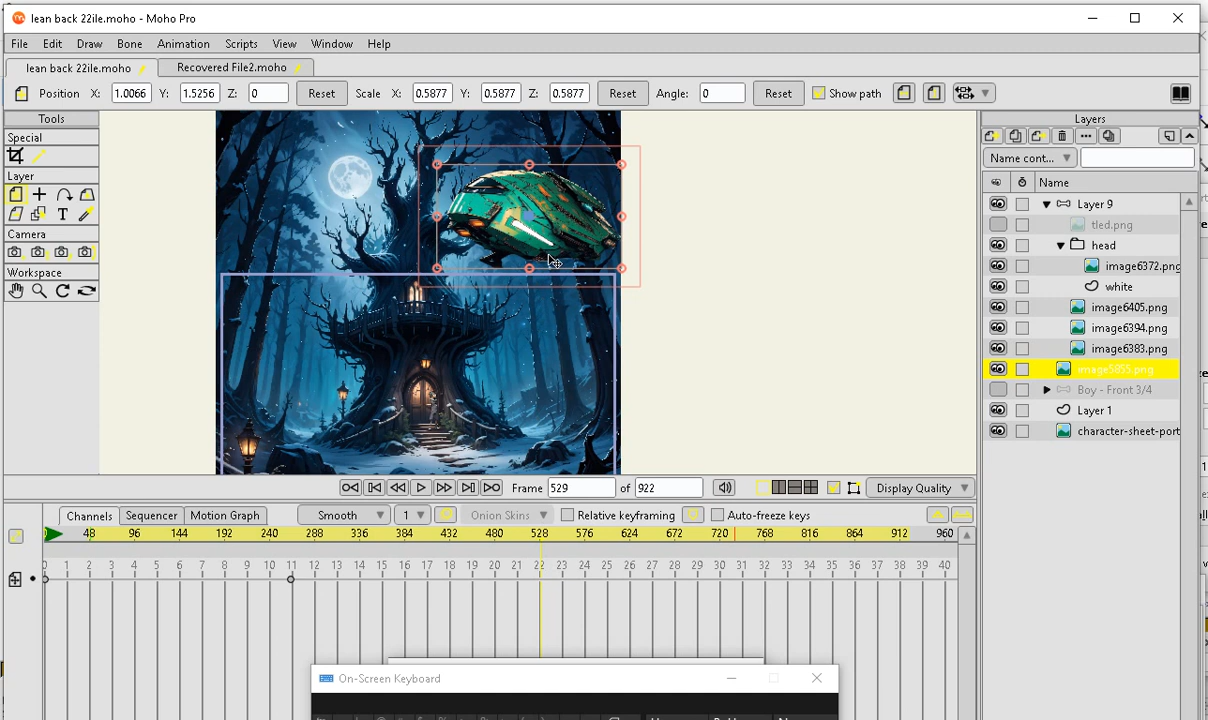 lean back 22ile.moho - Moho Pro
File Edit Draw Bone Animation Scripts View Window Help
lean back 22ile.moho Recovered File2.moho
Position X: 1.0066 Y: 1.5256 Z: 0 Reset Scale X: 0.5877 Y: 0.5877 Z: 0.5877 Reset Angle: 0 Reset Show path
Tools
Special
Layer
Camera
Workspace
Layers
Name cont...
Name
Layer 9
tled.png
head
image6372.png
white
image6405.png
image6394.png
image6383.png
image5855.png
Boy - Front 3/4
Layer 1
character-sheet-port
Frame 529 of 922 Display Quality
Channels Sequencer Motion Graph Smooth 1 Onion Skins Relative keyframing Auto-freeze keys
48 96 144 192 240 288 336 384 432 480 528 576 624 672 720 768 816 864 912 960
0 1 2 3 4 5 6 7 8 9 10 11 12 13 14 15 16 17 18 19 20 21 22 23 24 25 26 27 28 29 30 31 32 33 34 35 36 37 38 39 40
On-Screen Keyboard